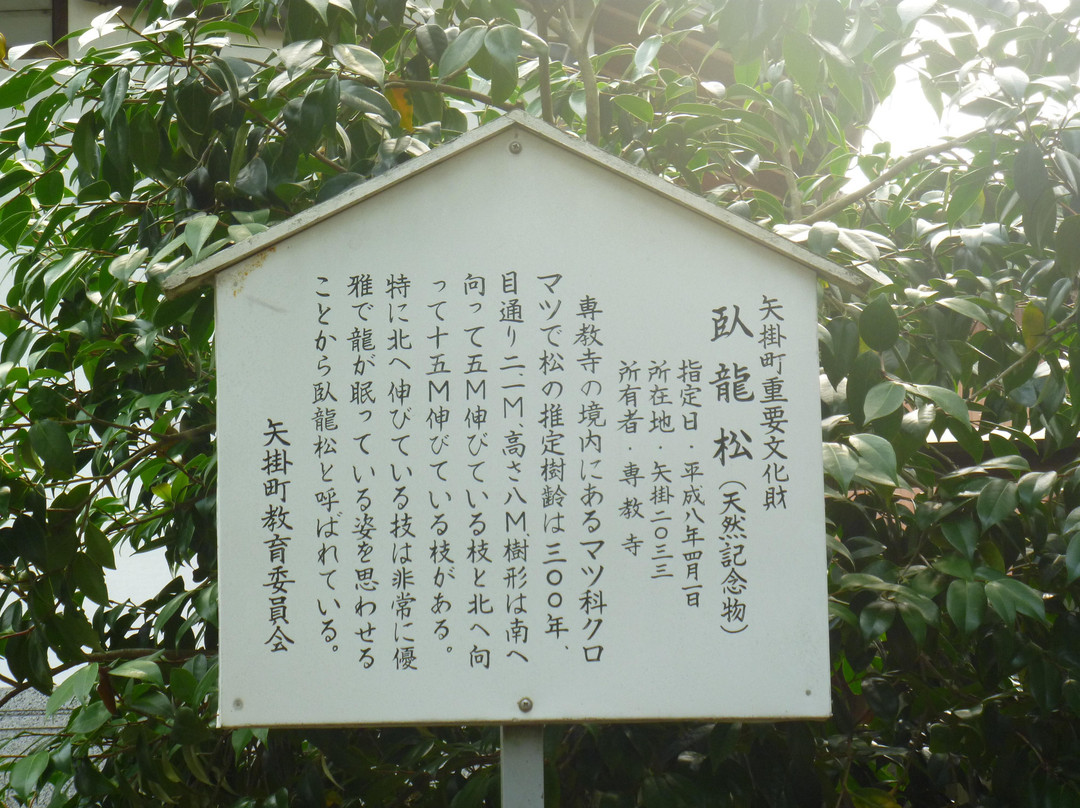 矢掛町重要文化財
臥龍松(天然記念物)
指定日・平成八年四月一日
所在地・矢掛二〇三三
所有者・専教寺
専教寺の境内にあるマツ科クロ
マツで松の推定樹齢は三〇〇年、
目通り二.一M、高さ八M、樹形は南へ
向って五M伸びている枝と北へ向
って十五M伸びている枝がある。
特に北へ伸びている技は非常に優
雅で龍が眠っている姿を思わせる
ことから臥龍松と呼ばれている。
矢掛町教育委員会